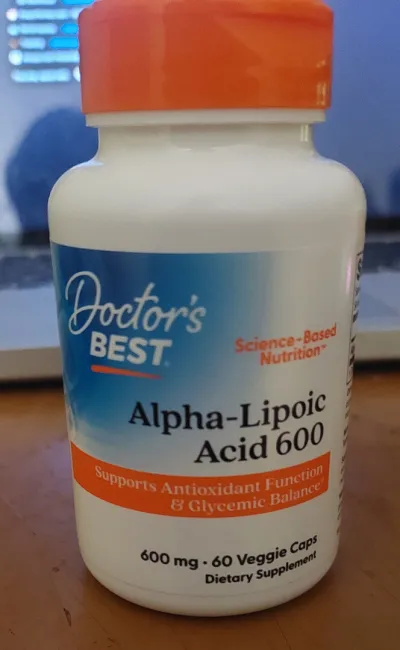 Doctor's
BEST®
Science-Based
Nutrition™
Alpha-Lipoic
Acid 600
Supports Antioxidant Function
& Glycemic Balance*
600 mg • 60 Veggie Caps
Dietary Supplement